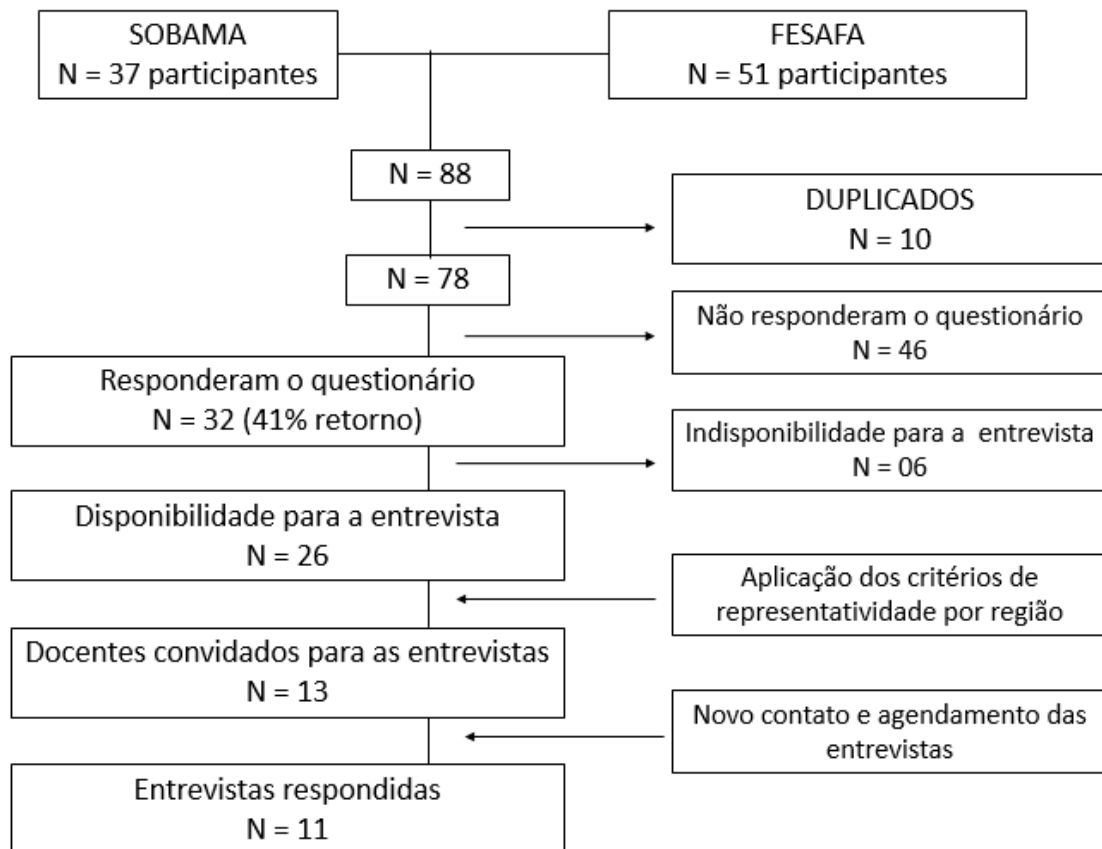 SOBAMA
N = 37 participantes
FESAFA
N = 51 participantes
N = 88
DUPLICADOS
N = 10
N = 78
Não responderam o questionário
N = 46
Responderam o questionário
N = 32 (41% retorno)
Indisponibilidade para a entrevista
N = 06
Disponibilidade para a entrevista
N = 26
Aplicação dos critérios de
representatividade por região
Docentes convidados para as entrevistas
N = 13
Novo contato e agendamento das
entrevistas
Entrevistas respondidas
N = 11